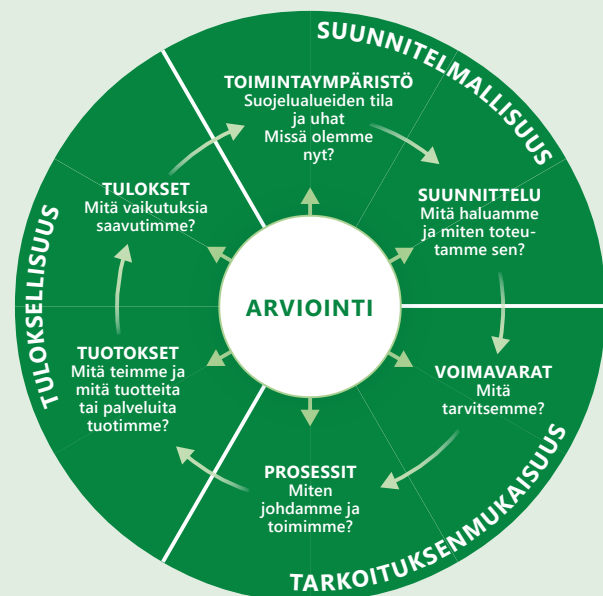 SUUNNITELMALLISUUS
TOIMINTAYMPÄRISTÖ
Suojelualueiden tila
ja uhat
Missä olemme
nyt?
SUUNNITTELU
Mitä haluamme
ja miten toteu-
tamme sen?
TARKOITUKSENMUKAISUUS
VOIMAVARAT
Mitä
tarvitsemme?
PROSESSIT
Miten
johdamme ja
toimimme?
TULOKSELLISUUS
TUOTOKSET
Mitä teimme ja
mitä tuotteita
tai palveluita
tuotimme?
TULOKSET
Mitä vaikutuksia
saavutimme?
ARVIOINTI